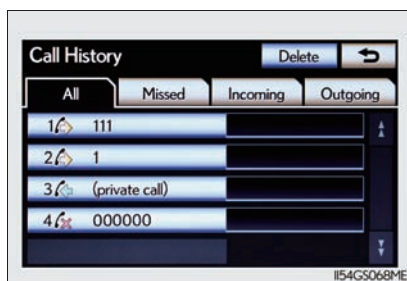 Call History Delete
All Missed Incoming Outgoing
1 111
2 1
3 (private call)
4 000000
II54GS068ME